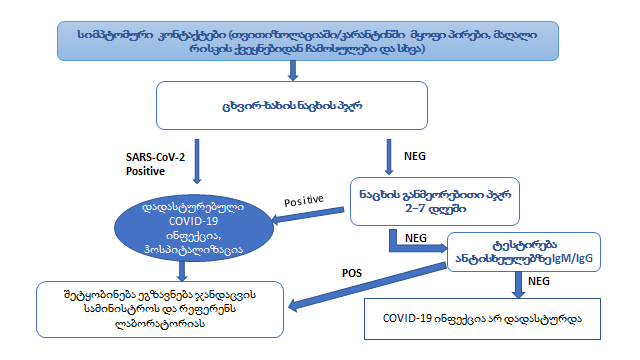 სიმპტომური კონტაქტები (თვითიზოლაციაში/კარანტინში მყოფი პირები, მაღალი
რისკის ქვეყნებიდან ჩამოსულები და სხვა)
ცხვირ-ხახის ნაცხის პჯრ
SARS-CoV-2
Positive
NEG
დადასტურებული
COVID-19
ინფექცია,
ჰოსპიტალიზაცია
Positive
ნაცხის განმეორებითი პჯრ
2–7 დღეში
NEG
ტესტირება
ანტისხეულებზეIgM/IgG
POS
NEG
შეტყობინება ეგზავნება ჯანდაცვის
სამინისტროს და რეფერენს
ლაბორატორიას
COVID-19 ინფექცია არ დადასტურდა